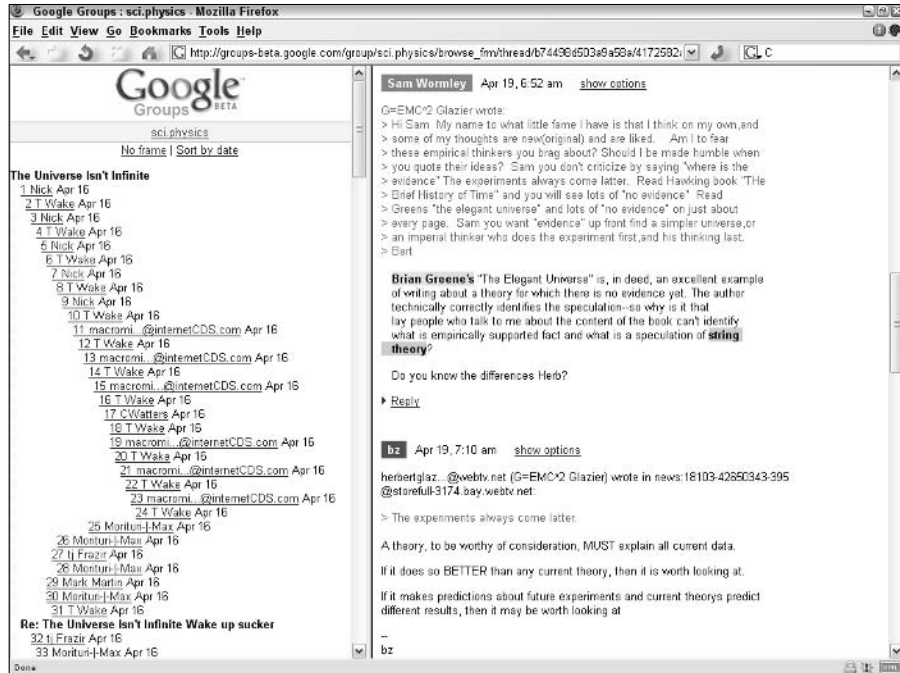 Google Groups : sci.physics - Mozilla Firefox
File Edit View Go Bookmarks Tools Help
http://groups-beta.google.com/group/sci.physics/browse_frm/thread/b74498d503a9a58a/4172582
C
Google
Groups BETA
sci.physics
No frame | Sort by date
The Universe Isn't Infinite
1 Nick Apr 16
2 T Wake Apr 16
3 Nick Apr 16
4 T Wake Apr 16
5 Nick Apr 16
6 T Wake Apr 16
7 Nick Apr 16
8 T Wake Apr 16
9 Nick Apr 16
10 T Wake Apr 16
11 macromi...@internetCDS.com Apr 16
12 T Wake Apr 16
13 macromi...@internetCDS.com Apr 16
14 T Wake Apr 16
15 macromi...@internetCDS.com Apr 16
16 T Wake Apr 16
17 CWatters Apr 16
18 T Wake Apr 16
19 macromi...@internetCDS.com Apr 16
20 T Wake Apr 16
21 macromi...@internetCDS.com Apr 16
22 T Wake Apr 16
23 macromi...@internetCDS.com Apr 16
24 T Wake Apr 16
25 Morituri-|-Max Apr 16
26 Morituri-|-Max Apr 16
27 tj Frazir Apr 16
28 Morituri-|-Max Apr 16
29 Mark Martin Apr 16
30 Morituri-|-Max Apr 16
31 T Wake Apr 16
Re: The Universe Isn't Infinite Wake up sucker
32 tj Frazir Apr 16
33 Morituri-|-Max Apr 16
Sam Wormley Apr 19, 6:52 am show options
G=EMC^2 Glazier wrote:
> Hi Sam My name to what little fame I have is that I think on my own,and
> some of my thoughts are new(original) and are liked. Am I to fear
> these empirical thinkers you brag about? Should I be made humble when
> you quote their ideas? Sam you don't criticize by saying "where is the
> evidence" The experiments always come latter. Read Hawking book "THe
> Brief History of Time" and you will see lots of "no evidence" Read
> Greens "the elegant universe" and lots of "no evidence" on just about
> every page. Sam you want "evidence" up front find a simpler universe,or
> an imperial thinker who does the experiment first,and his thinking last.
> Bert
Brian Greene's "The Elegant Universe" is, in deed, an excellent example
of writing about a theory for which there is no evidence yet. The author
technically correctly identifies the speculation--so why is it that
lay people who talk to me about the content of the book can't identify
what is empirically supported fact and what is a speculation of string
theory?
Do you know the differences Herb?
Reply
bz Apr 19, 7:10 am show options
herbertglaz...@webtv.net (G=EMC^2 Glazier) wrote in news:18103-42650343-395
@storefull-3174.bay.webtv.net:
> The experiments always come latter.
A theory, to be worthy of consideration, MUST explain all current data.
If it does so BETTER than any current theory, then it is worth looking at.
If it makes predictions about future experiments and current theorys predict
different results, then it may be worth looking at
--
bz
Done